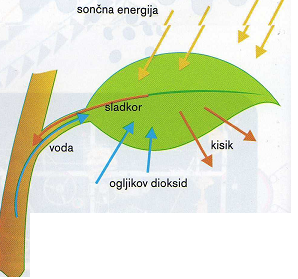 sončna energija
sladkor
voda
kisik
ogljikov dioksid